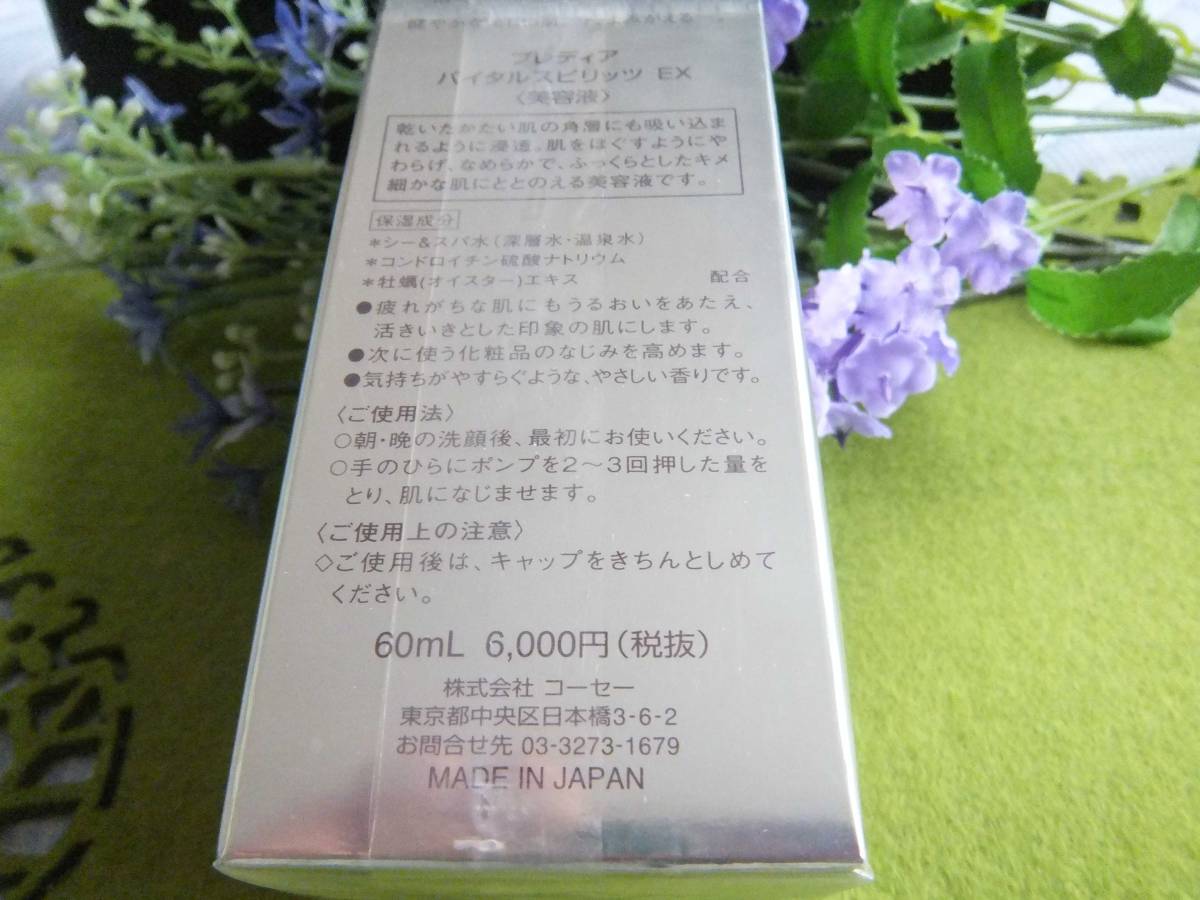 プレディア
バイタルスピリッツ EX
〈美容液〉
乾いたかたい肌の角層にも吸い込ま
れるように浸透。肌をほぐすようにや
わらげ、なめらかで、ふっくらとしたキメ
細かな肌にととのえる美容液です。
保湿成分
*シー&スパ水(深層水・温泉水)
*コンドロイチン硫酸ナトリウム
*牡蠣(オイスター)エキス 配合
●疲れがちな肌にもうるおいをあたえ、
活きいきとした印象の肌にします。
●次に使う化粧品のなじみを高めます。
●気持ちがやすらぐような、やさしい香りです。
〈ご使用法〉
○朝・晩の洗顔後、最初にお使いください。
○手のひらにポンプを2～3回押した量を
とり、肌になじませます。
〈ご使用上の注意〉
◇ご使用後は、キャップをきちんとしめて
ください。
60mL 6,000円(税抜)
株式会社 コーセー
東京都中央区日本橋3-6-2
お問合せ先 03-3273-1679
MADE IN JAPAN